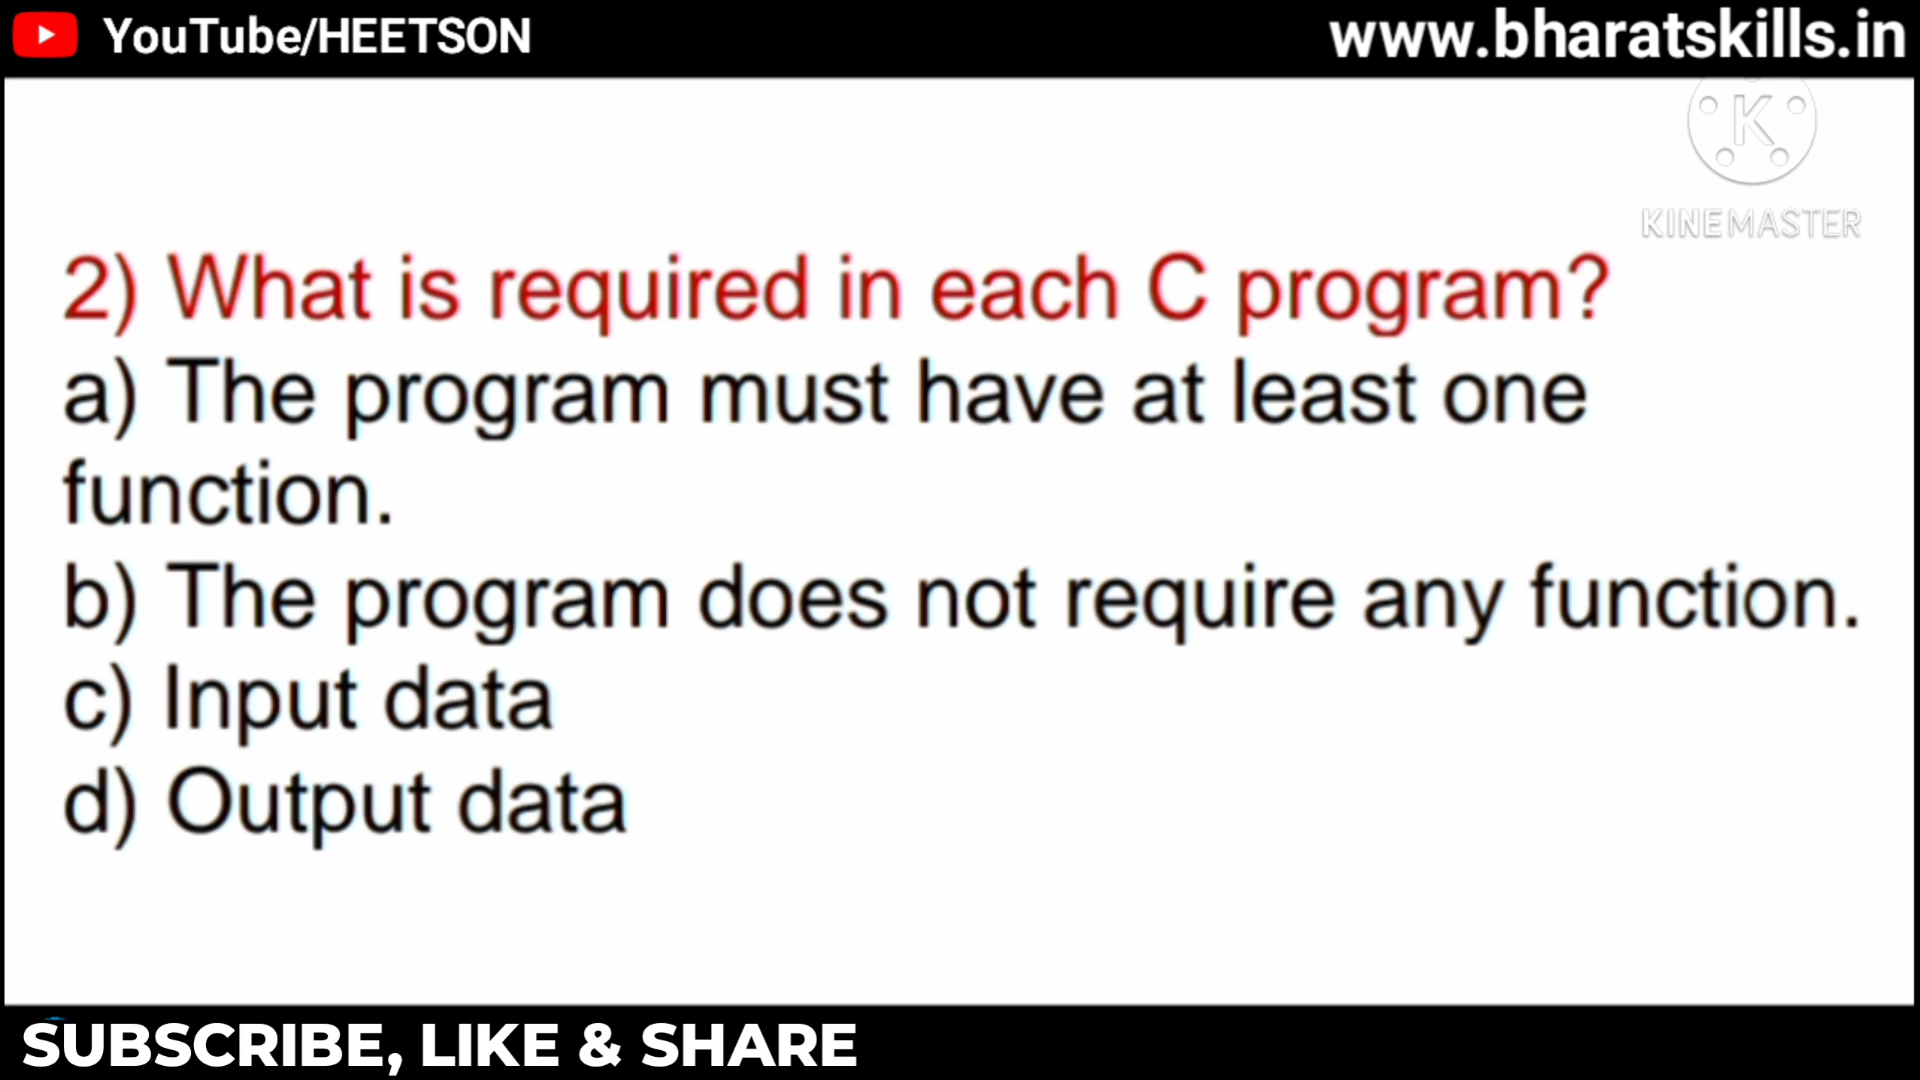 YouTube/HEETSON
www.bharatskills.in
K
KINEMASTER
2) What is required in each C program?
a) The program must have at least one
function.
b) The program does not require any function.
c) Input data
d) Output data
SUBSCRIBE, LIKE & SHARE